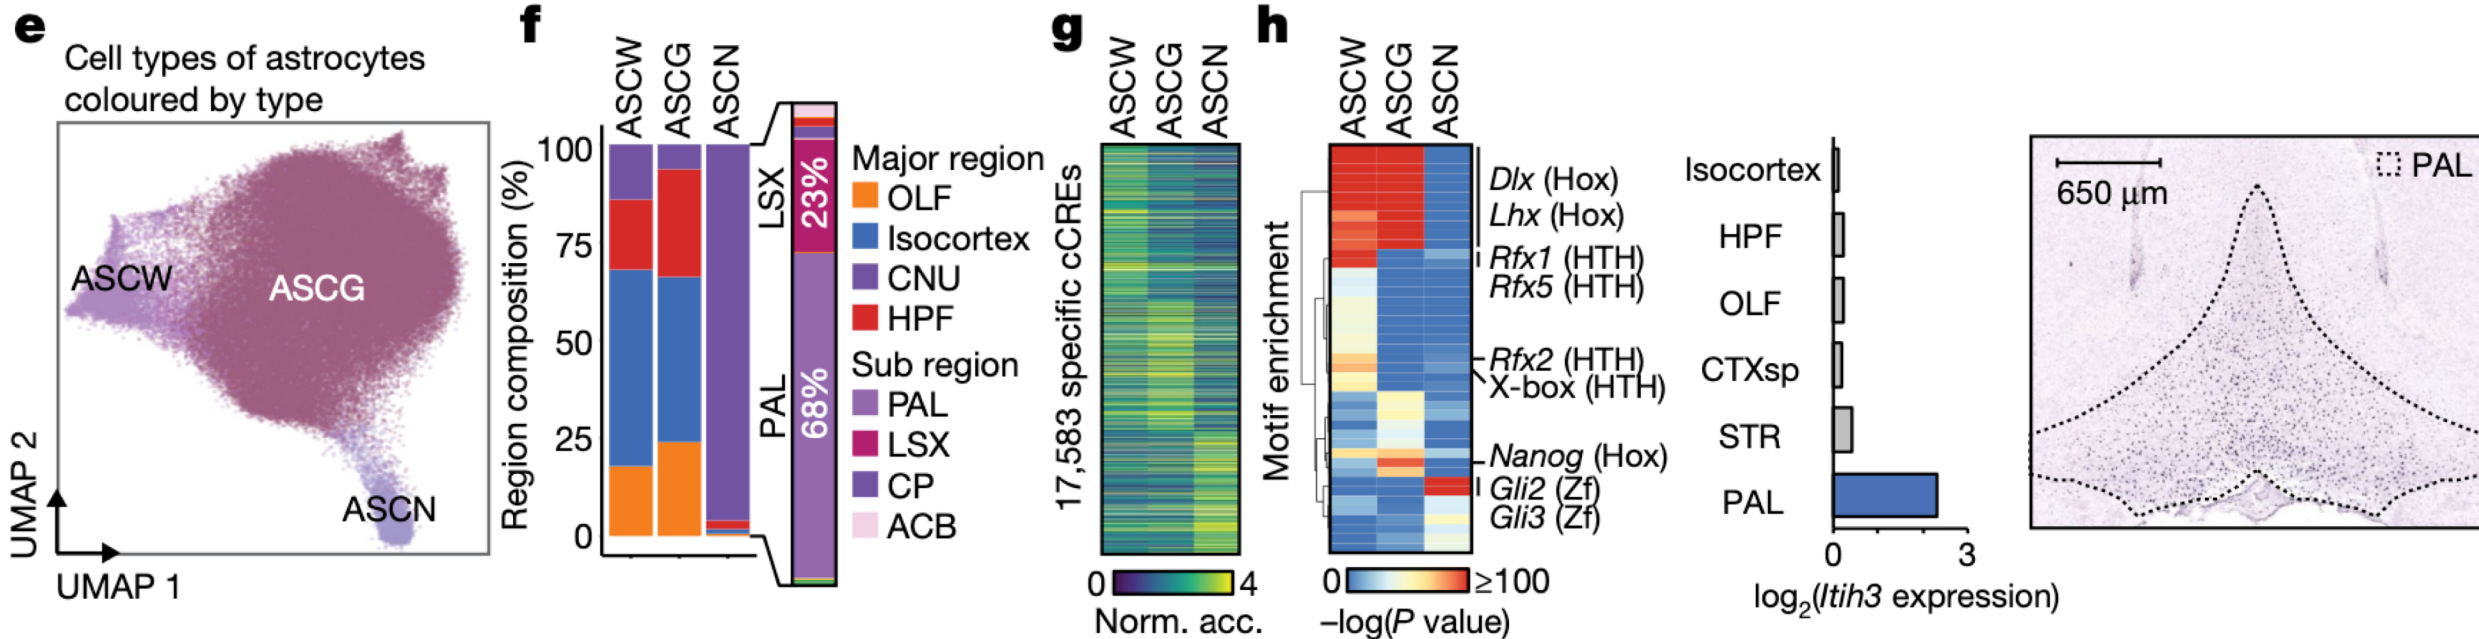 e
Cell types of astrocytes
coloured by type
ASCW
ASCG
ASCN
UMAP 2
UMAP 1
f
ASCW
ASCG
ASCN
Region composition (%)
100
75
50
25
0
LSX
23%
PAL
68%
Major region
OLF
Isocortex
CNU
HPF
Sub region
PAL
LSX
CP
ACB
g
ASCW
ASCG
ASCN
17,583 specific cCREs
0
4
Norm. acc.
h
ASCW
ASCG
ASCN
Motif enrichment
Dlx (Hox)
Lhx (Hox)
Rfx1 (HTH)
Rfx5 (HTH)
Rfx2 (HTH)
X-box (HTH)
Nanog (Hox)
Gli2 (Zf)
Gli3 (Zf)
0
≥100
–log(P value)
Isocortex
HPF
OLF
CTXsp
STR
PAL
0
3
log2(Itih3 expression)
650 μm
PAL